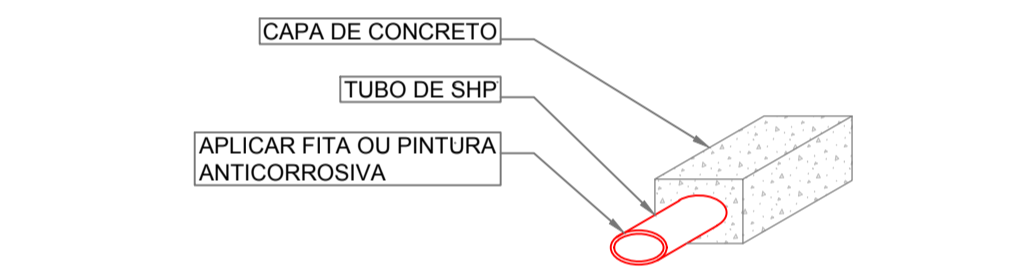 CAPA DE CONCRETO
TUBO DE SHP
APLICAR FITA OU PINTURA
ANTICORROSIVA